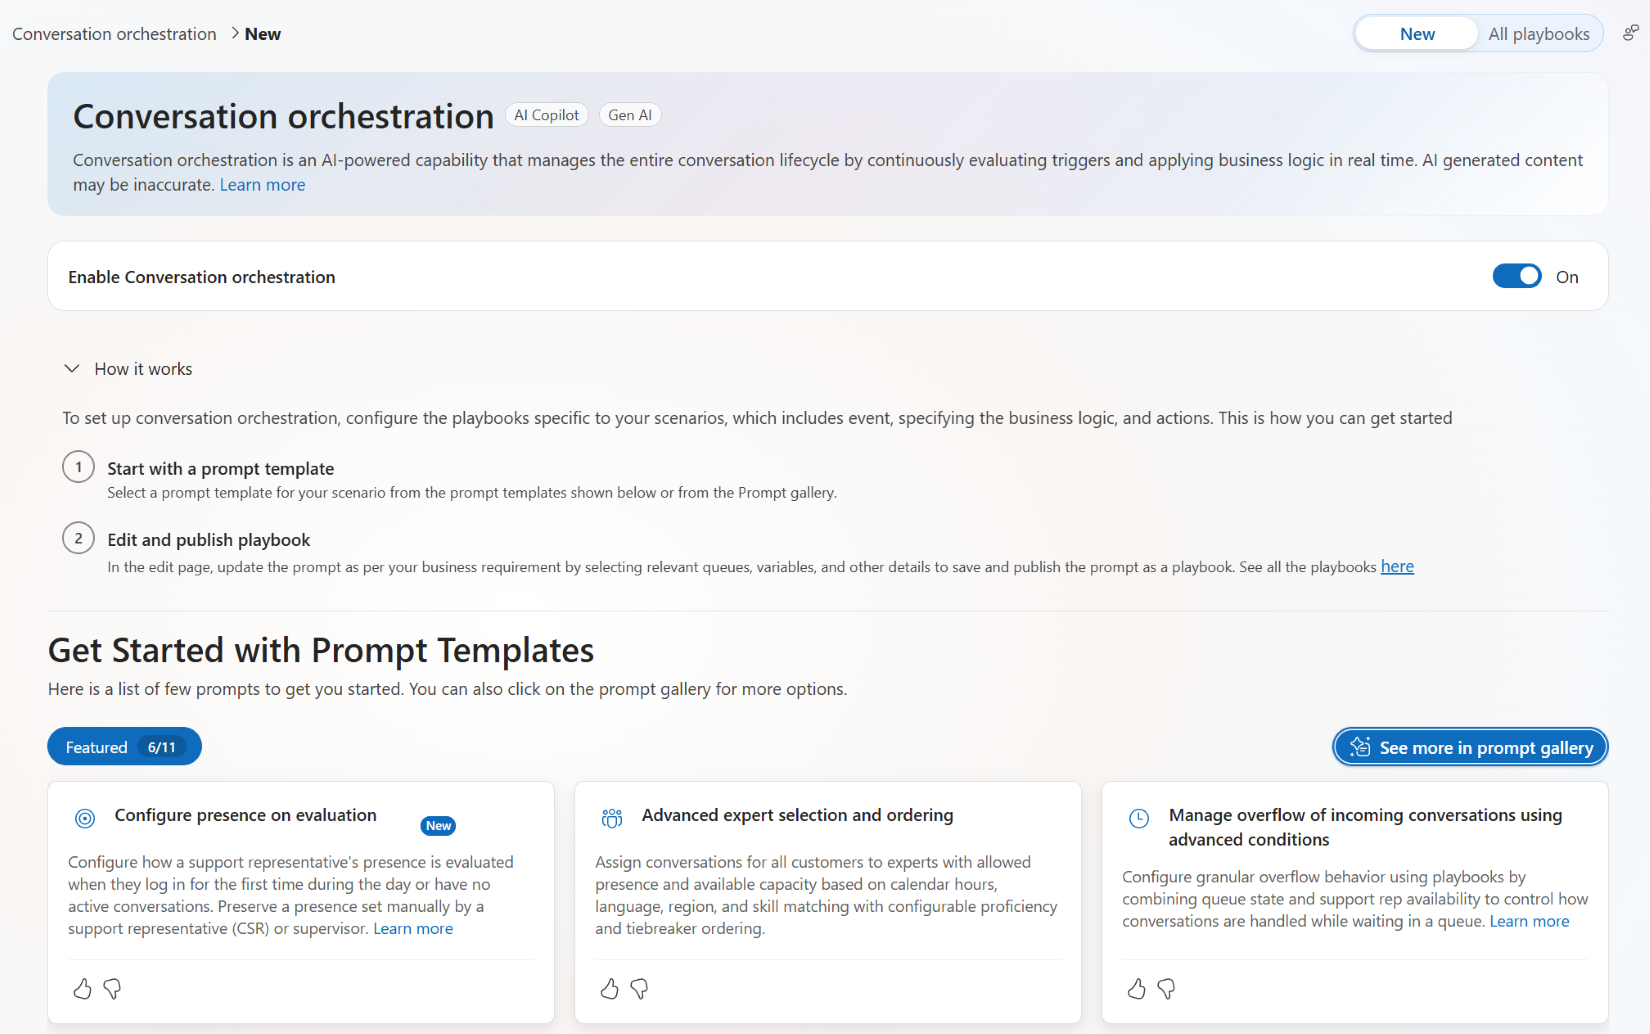 Conversation orchestration > New
New
All playbooks
Conversation orchestration
AI Copilot
Gen AI
Conversation orchestration is an AI-powered capability that manages the entire conversation lifecycle by continuously evaluating triggers and applying business logic in real time. AI generated content
may be inaccurate. Learn more
Enable Conversation orchestration
On
How it works
To set up conversation orchestration, configure the playbooks specific to your scenarios, which includes event, specifying the business logic, and actions. This is how you can get started
1
Start with a prompt template
Select a prompt template for your scenario from the prompt templates shown below or from the Prompt gallery.
2
Edit and publish playbook
In the edit page, update the prompt as per your business requirement by selecting relevant queues, variables, and other details to save and publish the prompt as a playbook. See all the playbooks here
Get Started with Prompt Templates
Here is a list of few prompts to get you started. You can also click on the prompt gallery for more options.
Featured 6/11
See more in prompt gallery
Configure presence on evaluation
New
Configure how a support representative's presence is evaluated
when they log in for the first time during the day or have no
active conversations. Preserve a presence set manually by a
support representative (CSR) or supervisor. Learn more
Advanced expert selection and ordering
Assign conversations for all customers to experts with allowed
presence and available capacity based on calendar hours,
language, region, and skill matching with configurable proficiency
and tiebreaker ordering.
Manage overflow of incoming conversations using
advanced conditions
Configure granular overflow behavior using playbooks by
combining queue state and support rep availability to control how
conversations are handled while waiting in a queue. Learn more